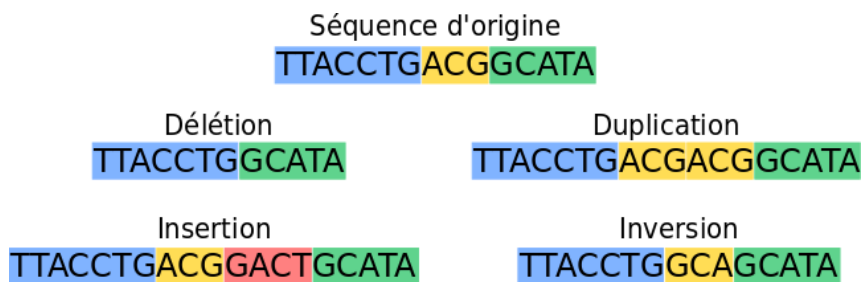 Séquence d'origine
TTACCTGACGGCATA
Délétion
TTACCTGGCATA
Duplication
TTACCTGACGACGGCATA
Insertion
TTACCTGACGGACTGCATA
Inversion
TTACCTGGCAGCATA